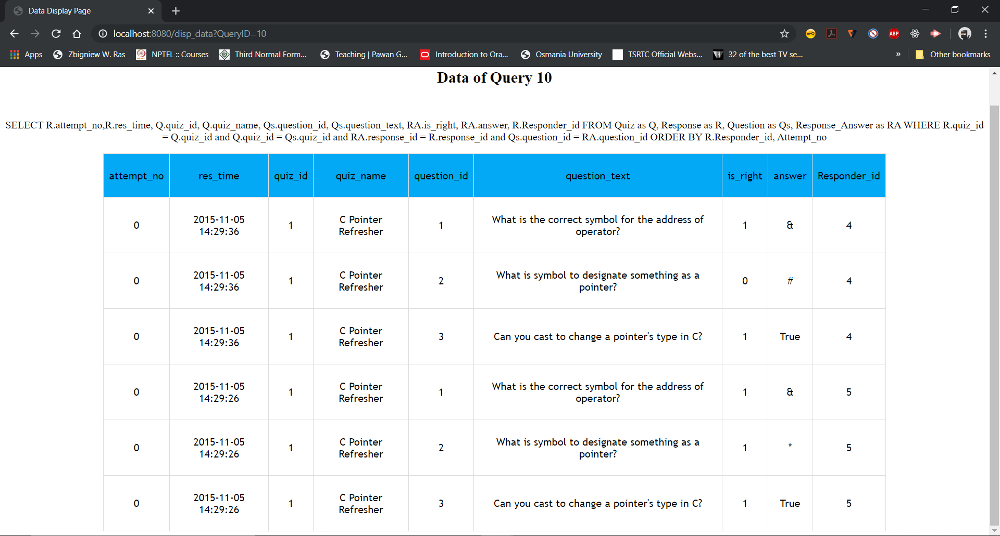 Data Display Page
localhost:8080/disp_data?QueryID=10
ABP
Apps Zbigniew W. Ras NPTEL :: Courses Third Normal Form... Teaching | Pawan G... Introduction to Ora... Osmania University TSRTC Official Webs... 32 of the best TV se... » Other bookmarks
Data of Query 10
SELECT R.attempt_no,R.res_time, Q.quiz_id, Q.quiz_name, Qs.question_id, Qs.question_text, RA.is_right, RA.answer, R.Responder_id FROM Quiz as Q, Response as R, Question as Qs, Response_Answer as RA WHERE R.quiz_id
= Q.quiz_id and Q.quiz_id = Qs.quiz_id and RA.response_id = R.response_id and Qs.question_id = RA.question_id ORDER BY R.Responder_id, Attempt_no
attempt_no res_time quiz_id quiz_name question_id question_text is_right answer Responder_id
2015-11-05 C Pointer What is the correct symbol for the address of
0 1 1 1 & 4
14:29:36 Refresher operator?
2015-11-05 C Pointer What is symbol to designate something as a
0 1 2 0 # 4
14:29:36 Refresher pointer?
2015-11-05 C Pointer
0 1 3 Can you cast to change a pointer's type in C? 1 True 4
14:29:36 Refresher
2015-11-05 C Pointer What is the correct symbol for the address of
0 1 1 1 & 5
14:29:26 Refresher operator?
2015-11-05 C Pointer What is symbol to designate something as a
0 1 2 1 * 5
14:29:26 Refresher pointer?
2015-11-05 C Pointer
0 1 3 Can you cast to change a pointer's type in C? 1 True 5
14:29:26 Refresher